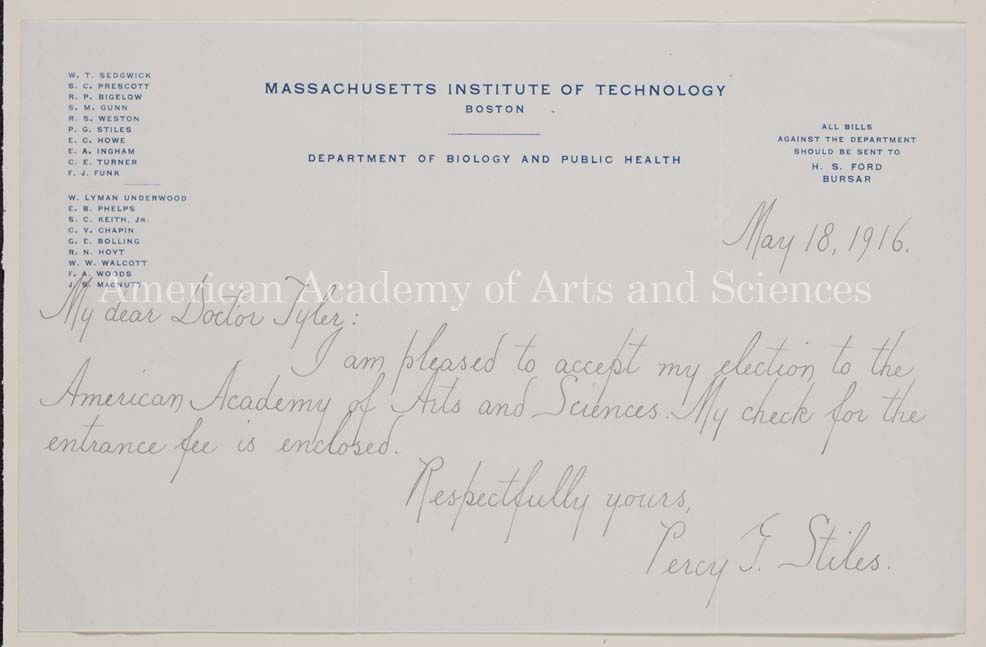 W. T. SEDGWICK
S. C. PRESCOTT
R. P. BIGELOW
S. M. GUNN
R. S. WESTON
P. G. STILES
E. C. HOWE
E. A. INGHAM
C. E. TURNER
F. J. FUNK
W. LYMAN UNDERWOOD
E. B. PHELPS
S. C. KEITH, JR.
C. V. CHAPIN
G. E. BOLLING
R. N. HOYT
W. W. WALCOTT
F. A. WOODS
J. S. MACNUTT
MASSACHUSETTS INSTITUTE OF TECHNOLOGY
BOSTON
DEPARTMENT OF BIOLOGY AND PUBLIC HEALTH
ALL BILLS
AGAINST THE DEPARTMENT
SHOULD BE SENT TO
H. S. FORD
BURSAR
May 18, 1916.
American Academy of Arts and Sciences
My dear Doctor Tyler:
I am pleased to accept my election to the
American Academy of Arts and Sciences. My check for the
entrance fee is enclosed.
Respectfully yours,
Percy G. Stiles.